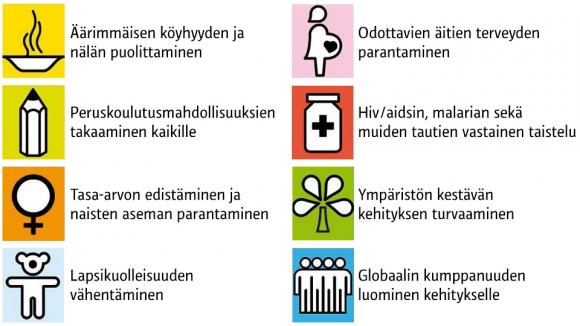 Äärimmäisen köyhyyden ja
nälän puolittaminen
Peruskoulutusmahdollisuuksien
takaaminen kaikille
Tasa-arvon edistäminen ja
naisten aseman parantaminen
Lapsikuolleisuuden
vähentäminen
Odottavien äitien terveyden
parantaminen
Hiv/aidsin, malarian sekä
muiden tautien vastainen taistelu
Ympäristön kestävän
kehityksen turvaaminen
Globaalin kumppanuuden
luominen kehitykselle